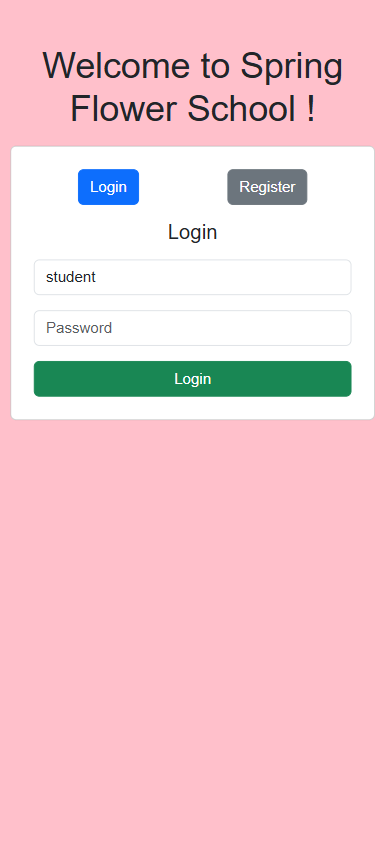 Welcome to Spring
Flower School !
Login
Register
Login
student
Password
Login